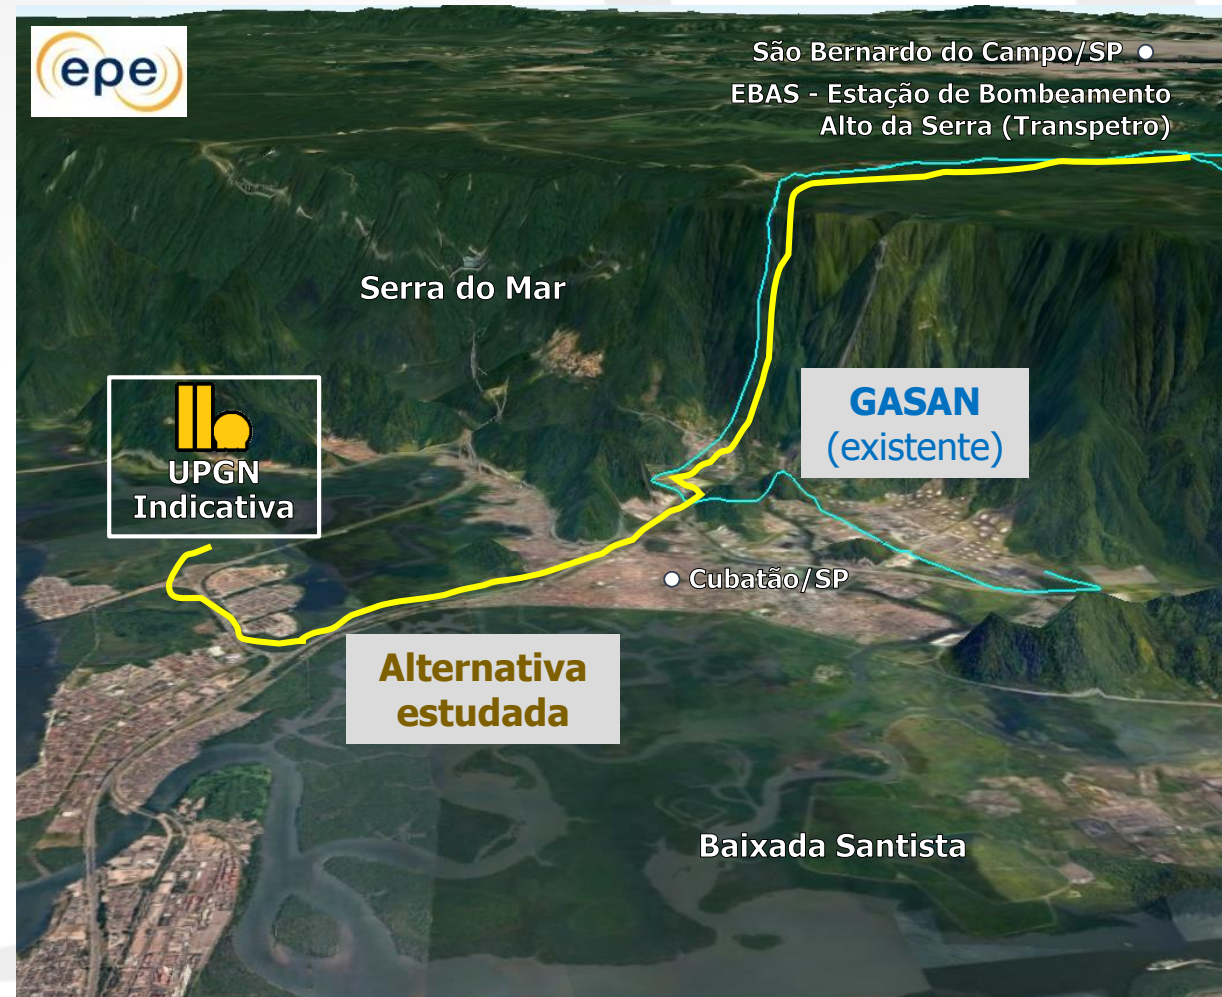 epe
São Bernardo do Campo/SP
EBAS - Estação de Bombeamento
Alto da Serra (Transpetro)
Serra do Mar
GASAN
(existente)
UPGN
Indicativa
Cubatão/SP
Alternativa
estudada
Baixada Santista